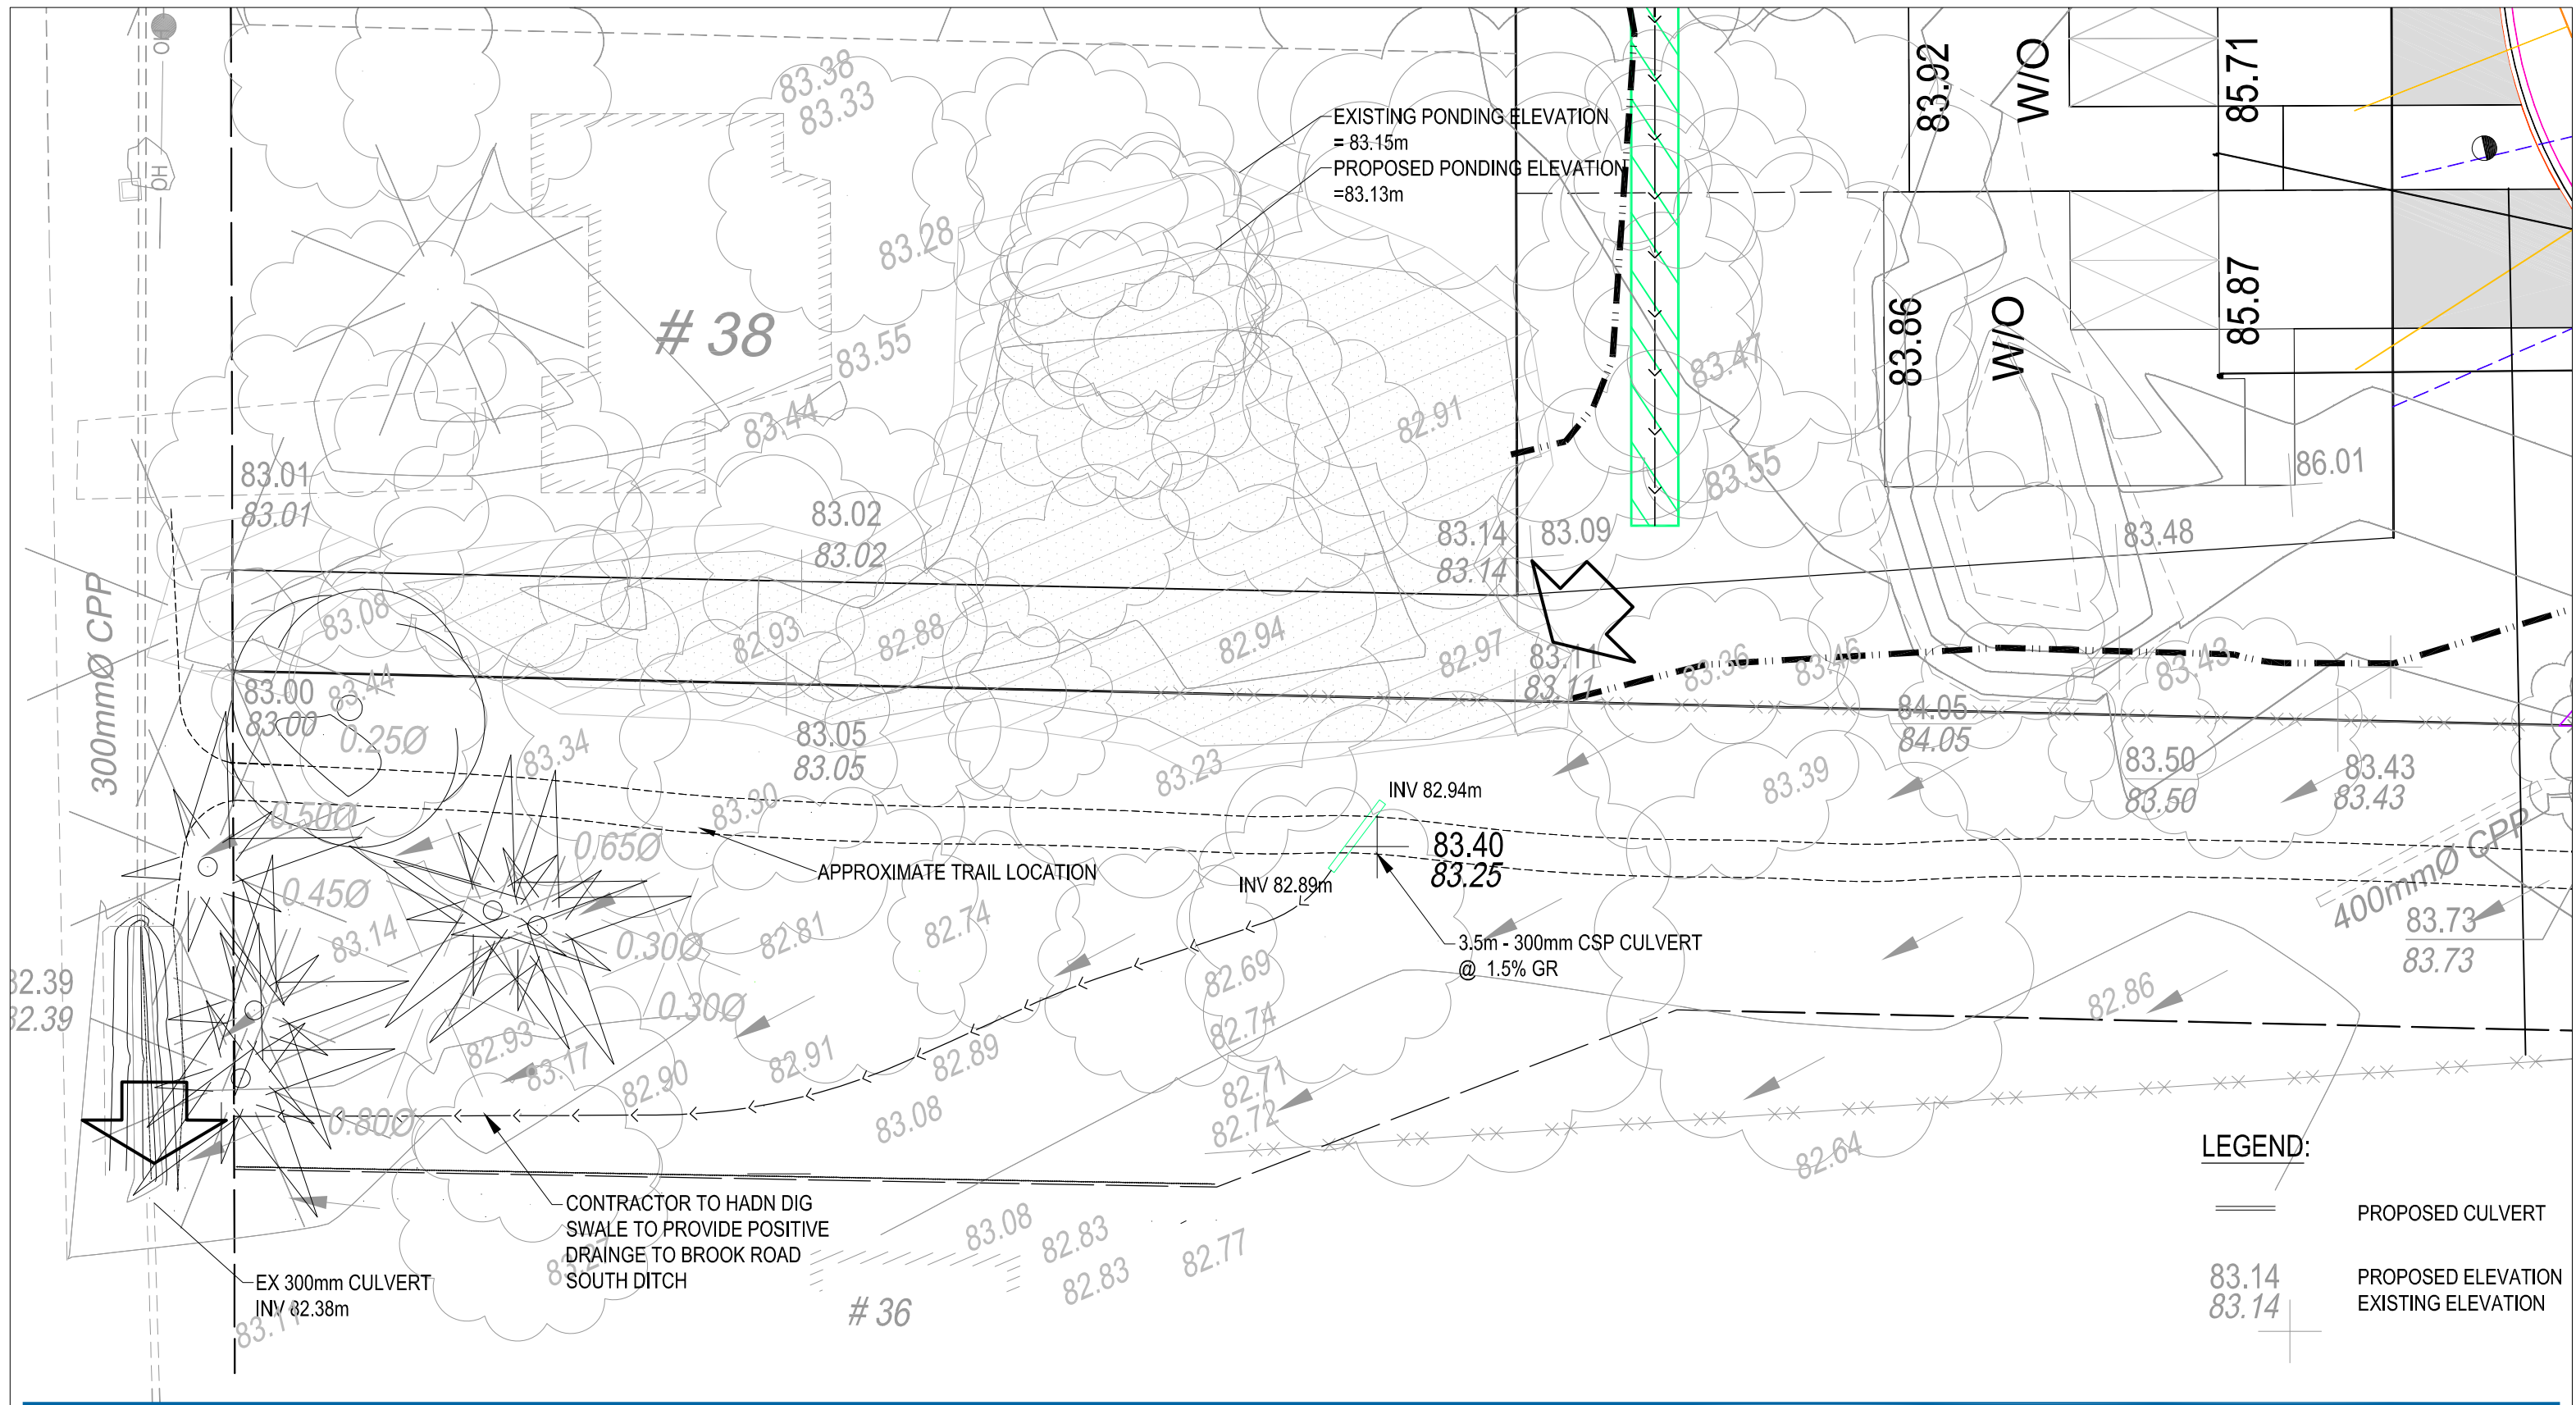 HO
83.38
83.33
83.92
W/O
85.71
EXISTING PONDING ELEVATION
= 83.15m
PROPOSED PONDING ELEVATION
=83.13m
HO
83.28
# 38
83.55
83.47
83.86
W/O
85.87
83.44
82.91
83.01
83.01
83.02
83.02
83.55
86.01
83.14
83.14
83.09
83.48
300mmØ CPP
83.08
82.93
82.88
82.94
82.97
83.11
83.11
83.36
83.46
83.43
83.00
83.00
83.44
0.25Ø
83.34
83.05
83.05
83.23
84.05
84.05
83.39
83.50
83.50
83.43
83.43
0.50Ø
83.30
INV 82.94m
0.65Ø
APPROXIMATE TRAIL LOCATION
83.40
83.25
INV 82.89m
400mmØ CPP
0.45Ø
83.14
0.30Ø
82.81
82.74
3.5m - 300mm CSP CULVERT
@ 1.5% GR
83.73
83.73
82.39
82.39
0.30Ø
82.69
82.74
82.86
82.93
83.17
82.90
82.91
82.89
82.71
82.72
0.80Ø
83.08
82.64
LEGEND:
CONTRACTOR TO HADN DIG
SWALE TO PROVIDE POSITIVE
DRAINGE TO BROOK ROAD
SOUTH DITCH
83.27
83.08
82.83
82.83
82.77
PROPOSED CULVERT
EX 300mm CULVERT
INV 82.38m
83.11
# 36
83.14
83.14
PROPOSED ELEVATION
EXISTING ELEVATION